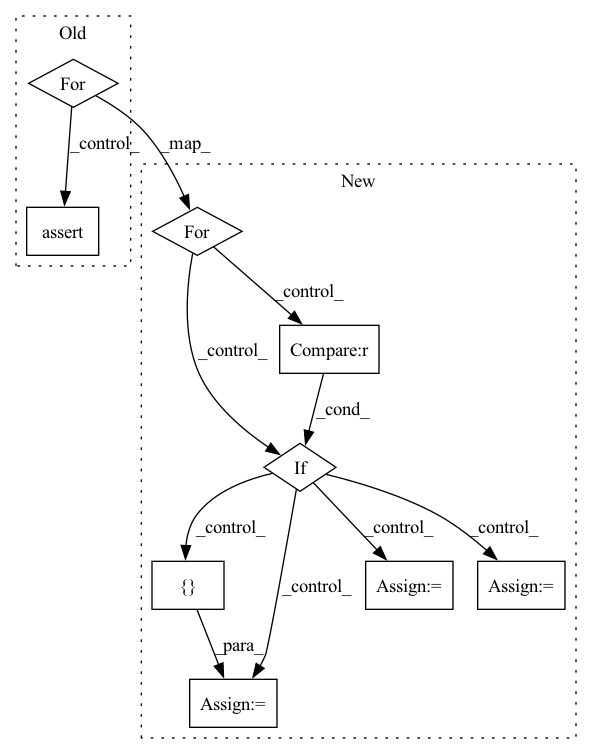 Old
For
_control_
_map_
New
assert
For
_control_
_control_
Compare:r
_cond_
If
_control_
_control_
_control_
_control_
{}
Assign:=
Assign:=
_para_
Assign:=